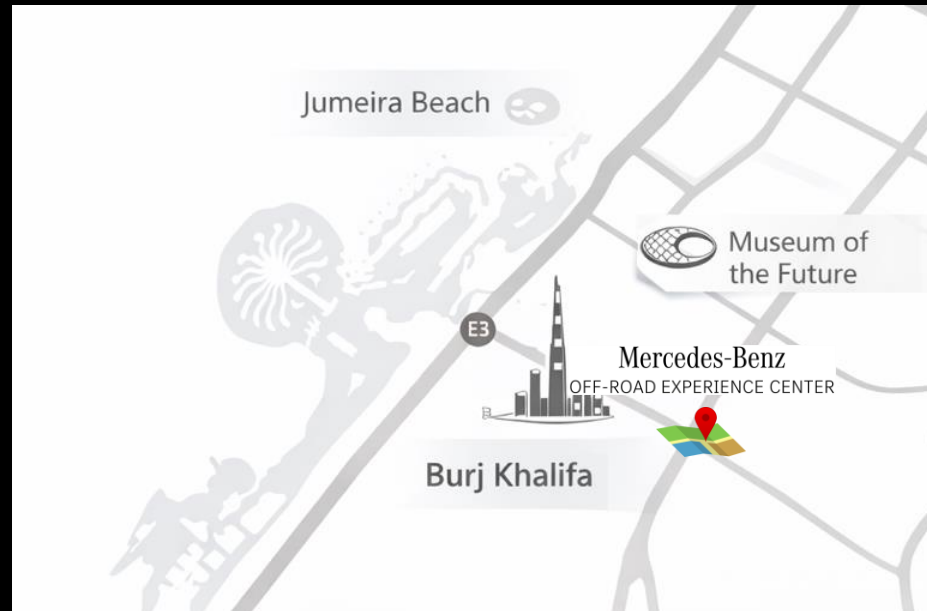 Jumeira Beach
Museum of
the Future
E3
Mercedes-Benz
OFF-ROAD EXPERIENCE CENTER
Burj Khalifa